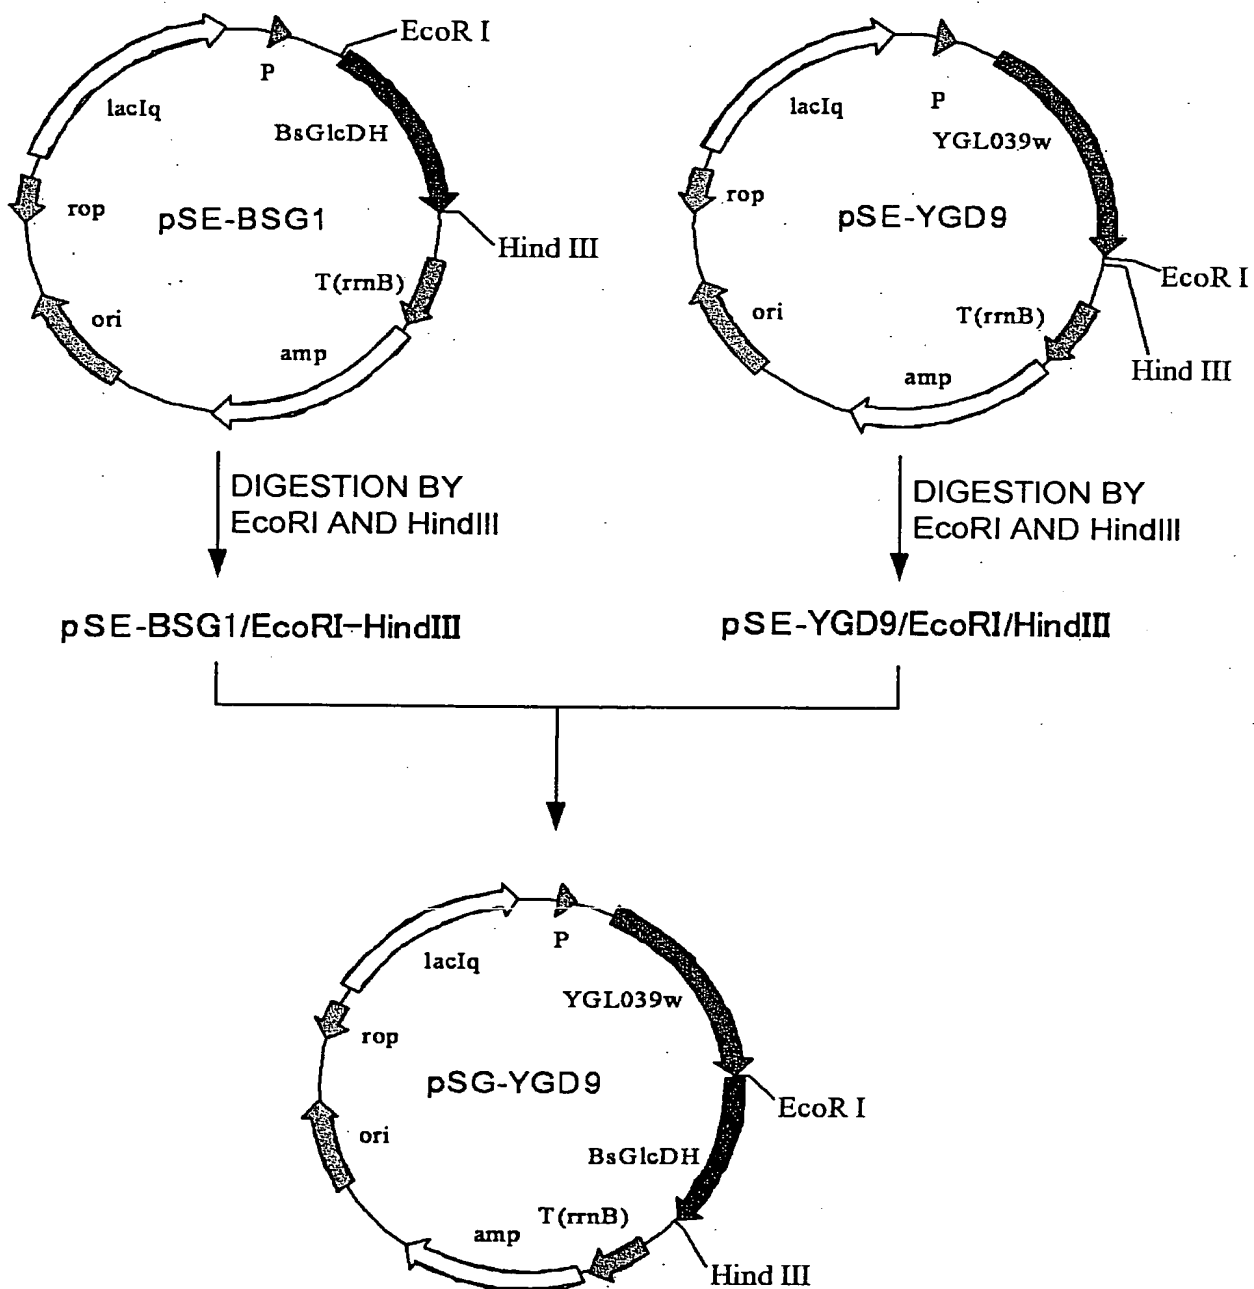 EcoR I
P
lacIq
BsGlcDH
rop
pSE-BSG1
Hind III
T(rrnB)
ori
amp
P
lacIq
YGL039w
rop
pSE-YGD9
EcoR I
T(rrnB)
ori
Hind III
amp
DIGESTION BY
EcoRI AND HindIII
DIGESTION BY
EcoRI AND HindIII
pSE-BSG1/EcoRI-HindIII
pSE-YGD9/EcoRI/HindIII
P
lacIq
YGL039w
rop
pSG-YGD9
EcoR I
ori
BsGlcDH
T(rrnB)
amp
Hind III